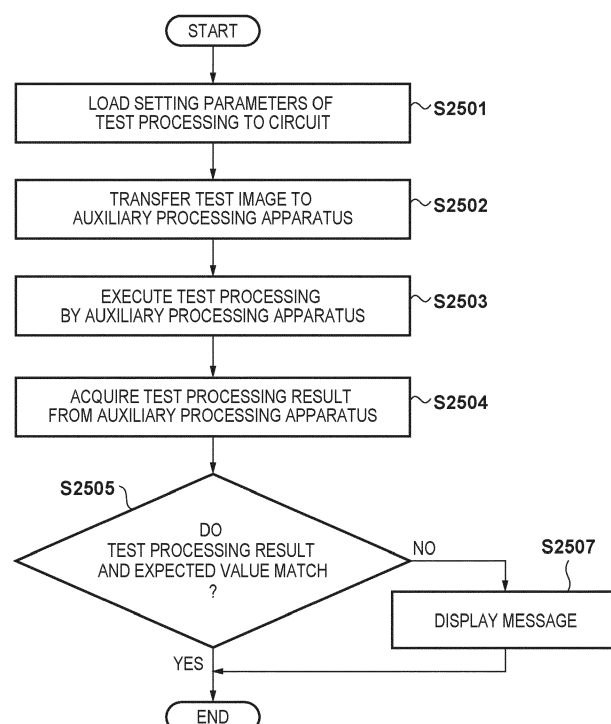 START
LOAD SETTING PARAMETERS OF
TEST PROCESSING TO CIRCUIT
S2501
TRANSFER TEST IMAGE TO
AUXILIARY PROCESSING APPARATUS
S2502
EXECUTE TEST PROCESSING
BY AUXILIARY PROCESSING APPARATUS
S2503
ACQUIRE TEST PROCESSING RESULT
FROM AUXILIARY PROCESSING APPARATUS
S2504
S2505
DO
TEST PROCESSING RESULT
AND EXPECTED VALUE MATCH
?
NO
S2507
DISPLAY MESSAGE
YES
END